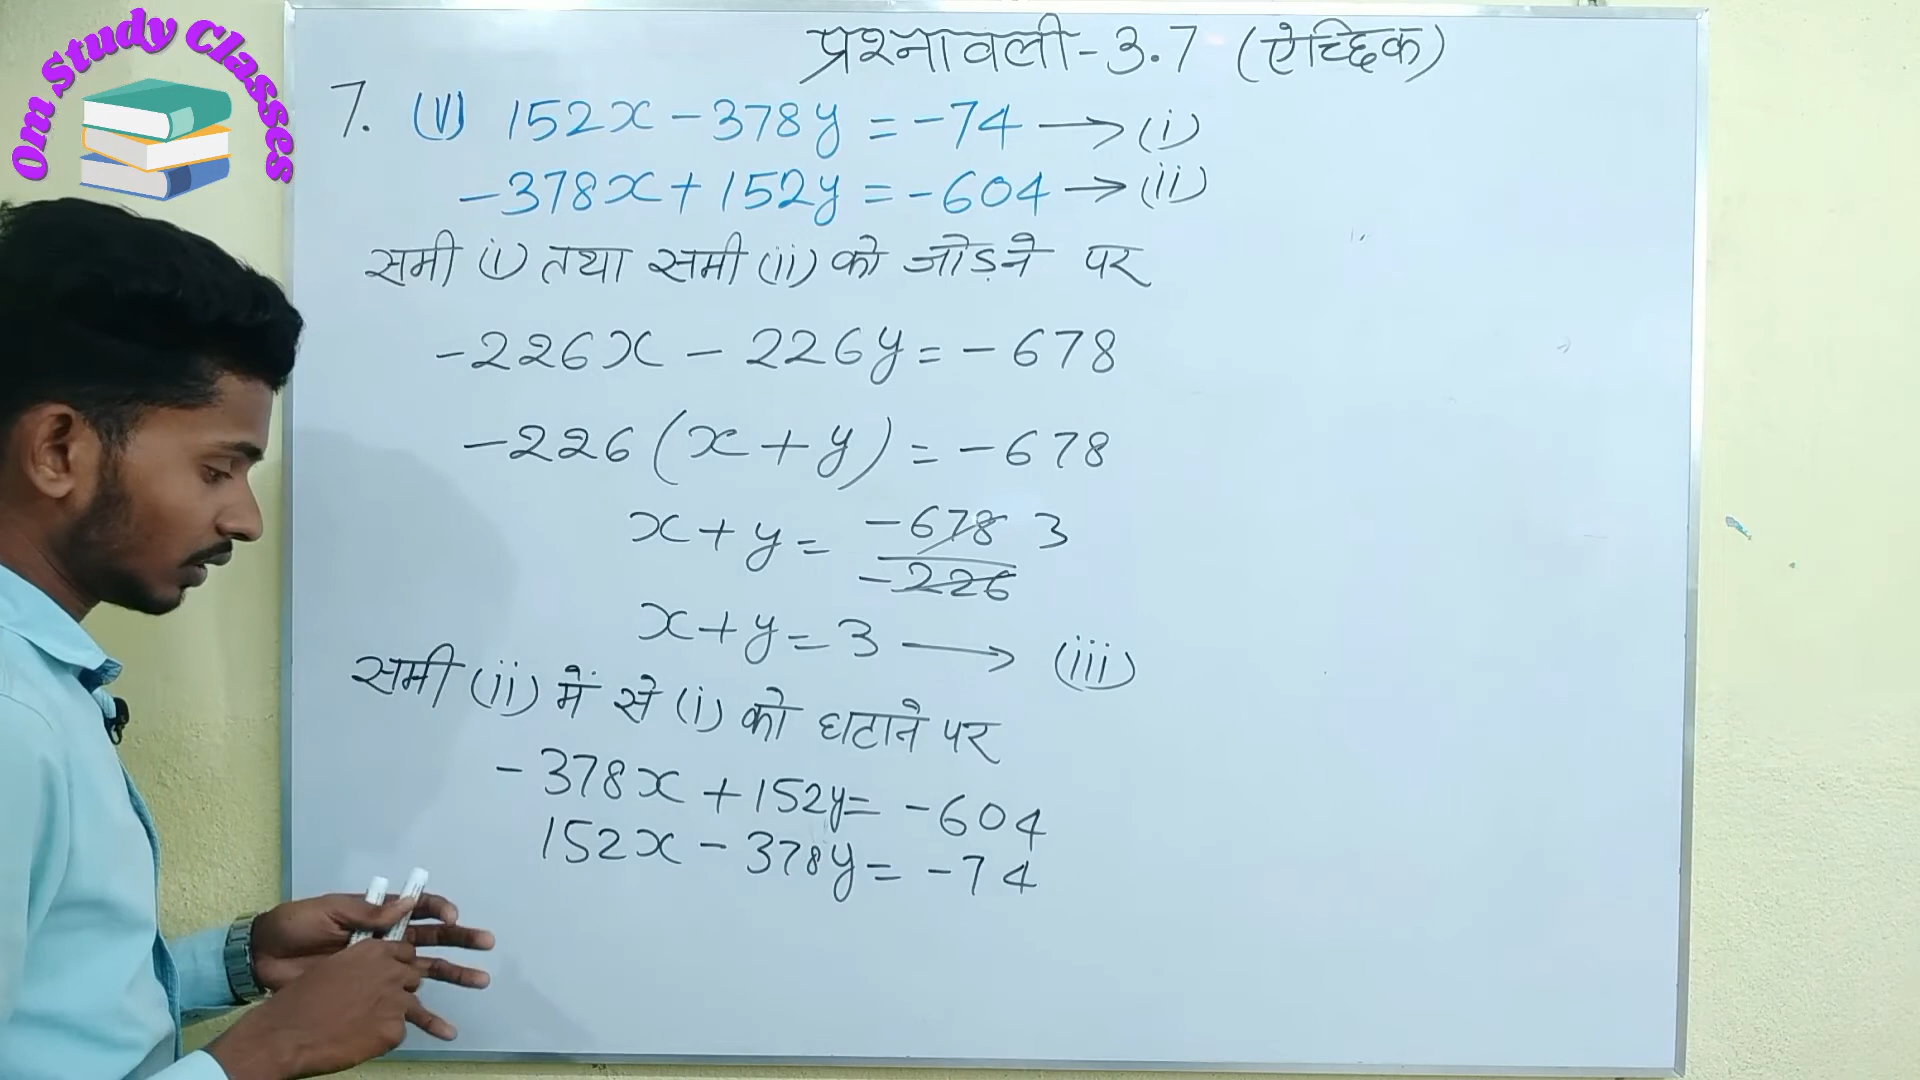 Om Study Classes
प्रश्नावली-3.7 (ऐच्छिक)
7. (V) 152x - 378y = -74 → (i)
-378x + 152y = -604 → (ii)
समी (i) तथा समी (ii) को जोड़ने पर
-226x - 226y = -678
-226(x + y) = -678
x + y = -678/-226 3
x + y = 3 → (iii)
समी (ii) में से (i) को घटाने पर
-378x + 152y = -604
152x - 378y = -74